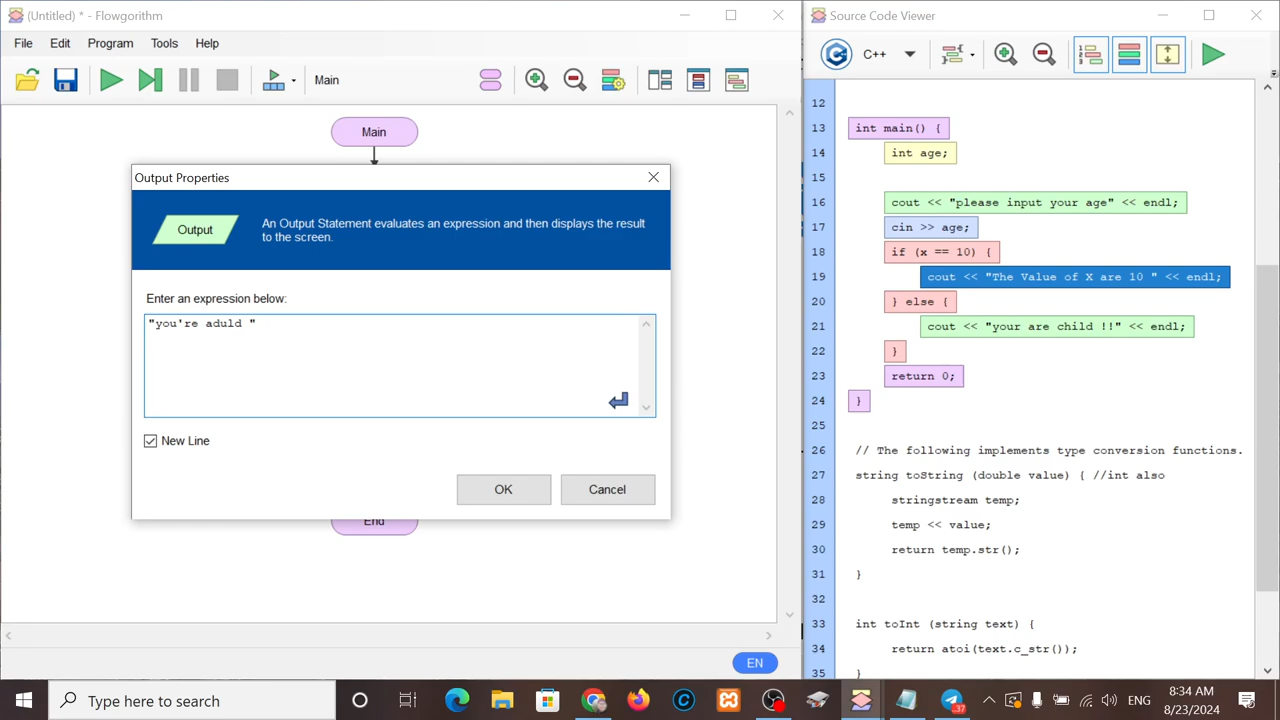 (Untitled) * - Flowgorithm
File Edit Program Tools Help
Main
Main
Output Properties
Output
An Output Statement evaluates an expression and then displays the result
to the screen.
Enter an expression below:
"you're aduld "
New Line
OK Cancel
End
EN
Source Code Viewer
C++
12
13 int main() {
14 int age;
15
16 cout << "please input your age" << endl;
17 cin >> age;
18 if (x == 10) {
19 cout << "The Value of X are 10 " << endl;
20 } else {
21 cout << "your are child !!" << endl;
22 }
23 return 0;
24 }
25
26 // The following implements type conversion functions.
27 string toString (double value) { //int also
28 stringstream temp;
29 temp << value;
30 return temp.str();
31 }
32
33 int toInt (string text) {
34 return atoi(text.c_str());
35 }
Type here to search
37
ENG
8:34 AM
8/23/2024